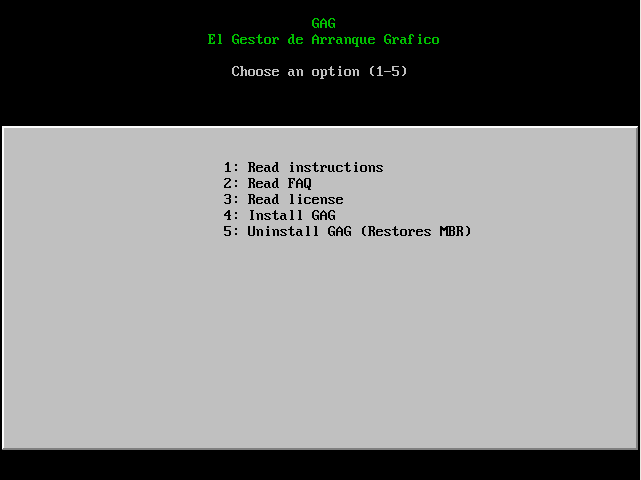 GAG
El Gestor de Arranque Grafico
Choose an option (1-5)
1: Read instructions
2: Read FAQ
3: Read license
4: Install GAG
5: Uninstall GAG (Restores MBR)